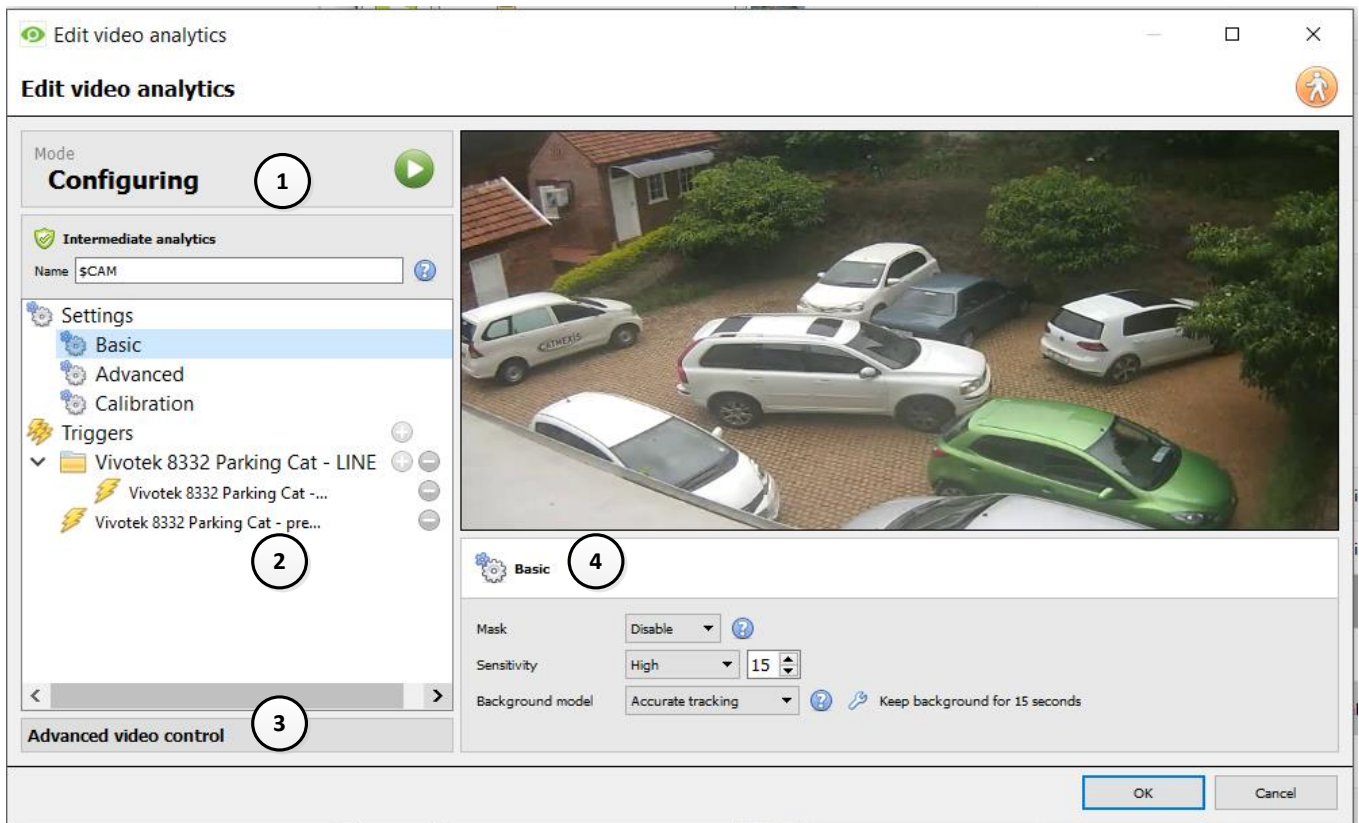 Edit video analytics
Edit video analytics
Mode
Configuring
1
Intermediate analytics
Name $CAM
Settings
Basic
Advanced
Calibration
Triggers
Vivotek 8332 Parking Cat - LINE
Vivotek 8332 Parking Cat -...
Vivotek 8332 Parking Cat - pre...
2
3
Advanced video control
CATHEXIS
Basic
4
Mask Disable
Sensitivity High 15
Background model Accurate tracking Keep background for 15 seconds
OK Cancel